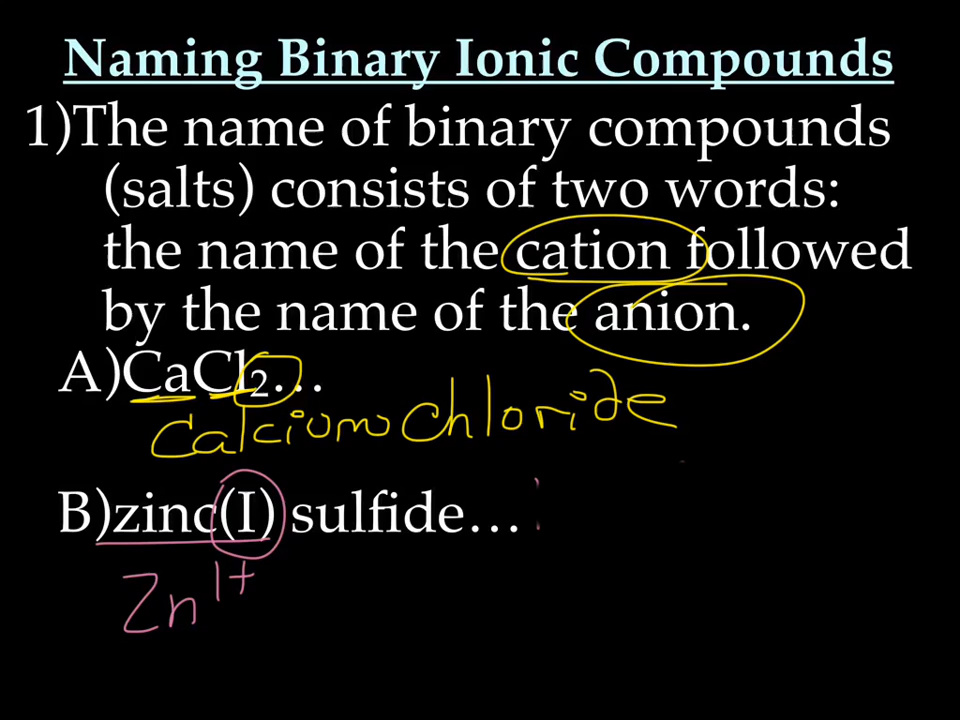 Naming Binary Ionic Compounds
1)The name of binary compounds
(salts) consists of two words:
the name of the cation followed
by the name of the anion.
A)CaCl₂…
Calcium chloride
B)zinc(I) sulfide…
Zn¹⁺